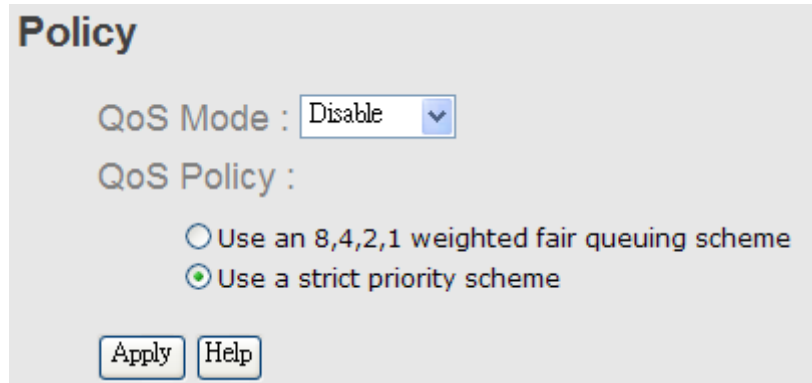 Policy
QoS Mode : Disable
QoS Policy :
Use an 8,4,2,1 weighted fair queuing scheme
Use a strict priority scheme
Apply Help